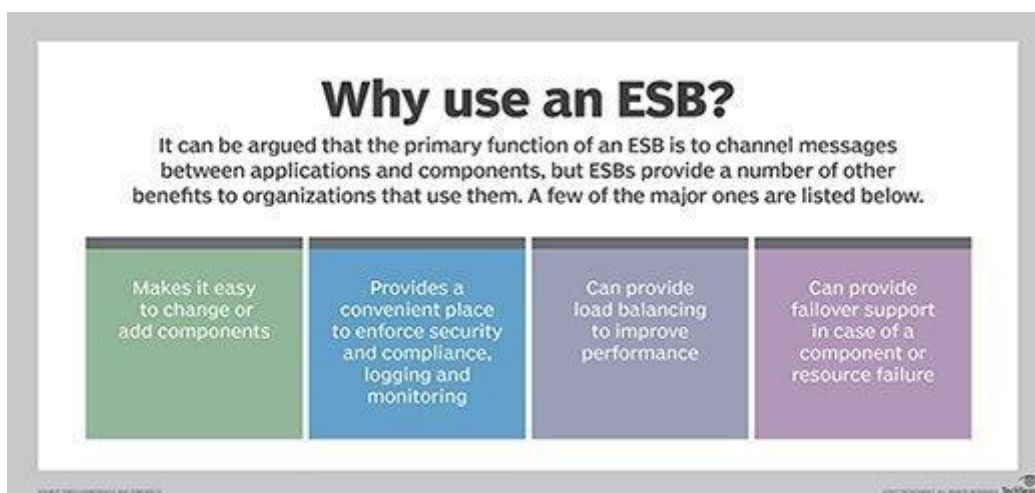 Why use an ESB?
It can be argued that the primary function of an ESB is to channel messages
between applications and components, but ESBs provide a number of other
benefits to organizations that use them. A few of the major ones are listed below.
Makes it easy
to change or
add components
Provides a
convenient place
to enforce security
and compliance,
logging and
monitoring
Can provide
load balancing
to improve
performance
Can provide
failover support
in case of a
component or
resource failure